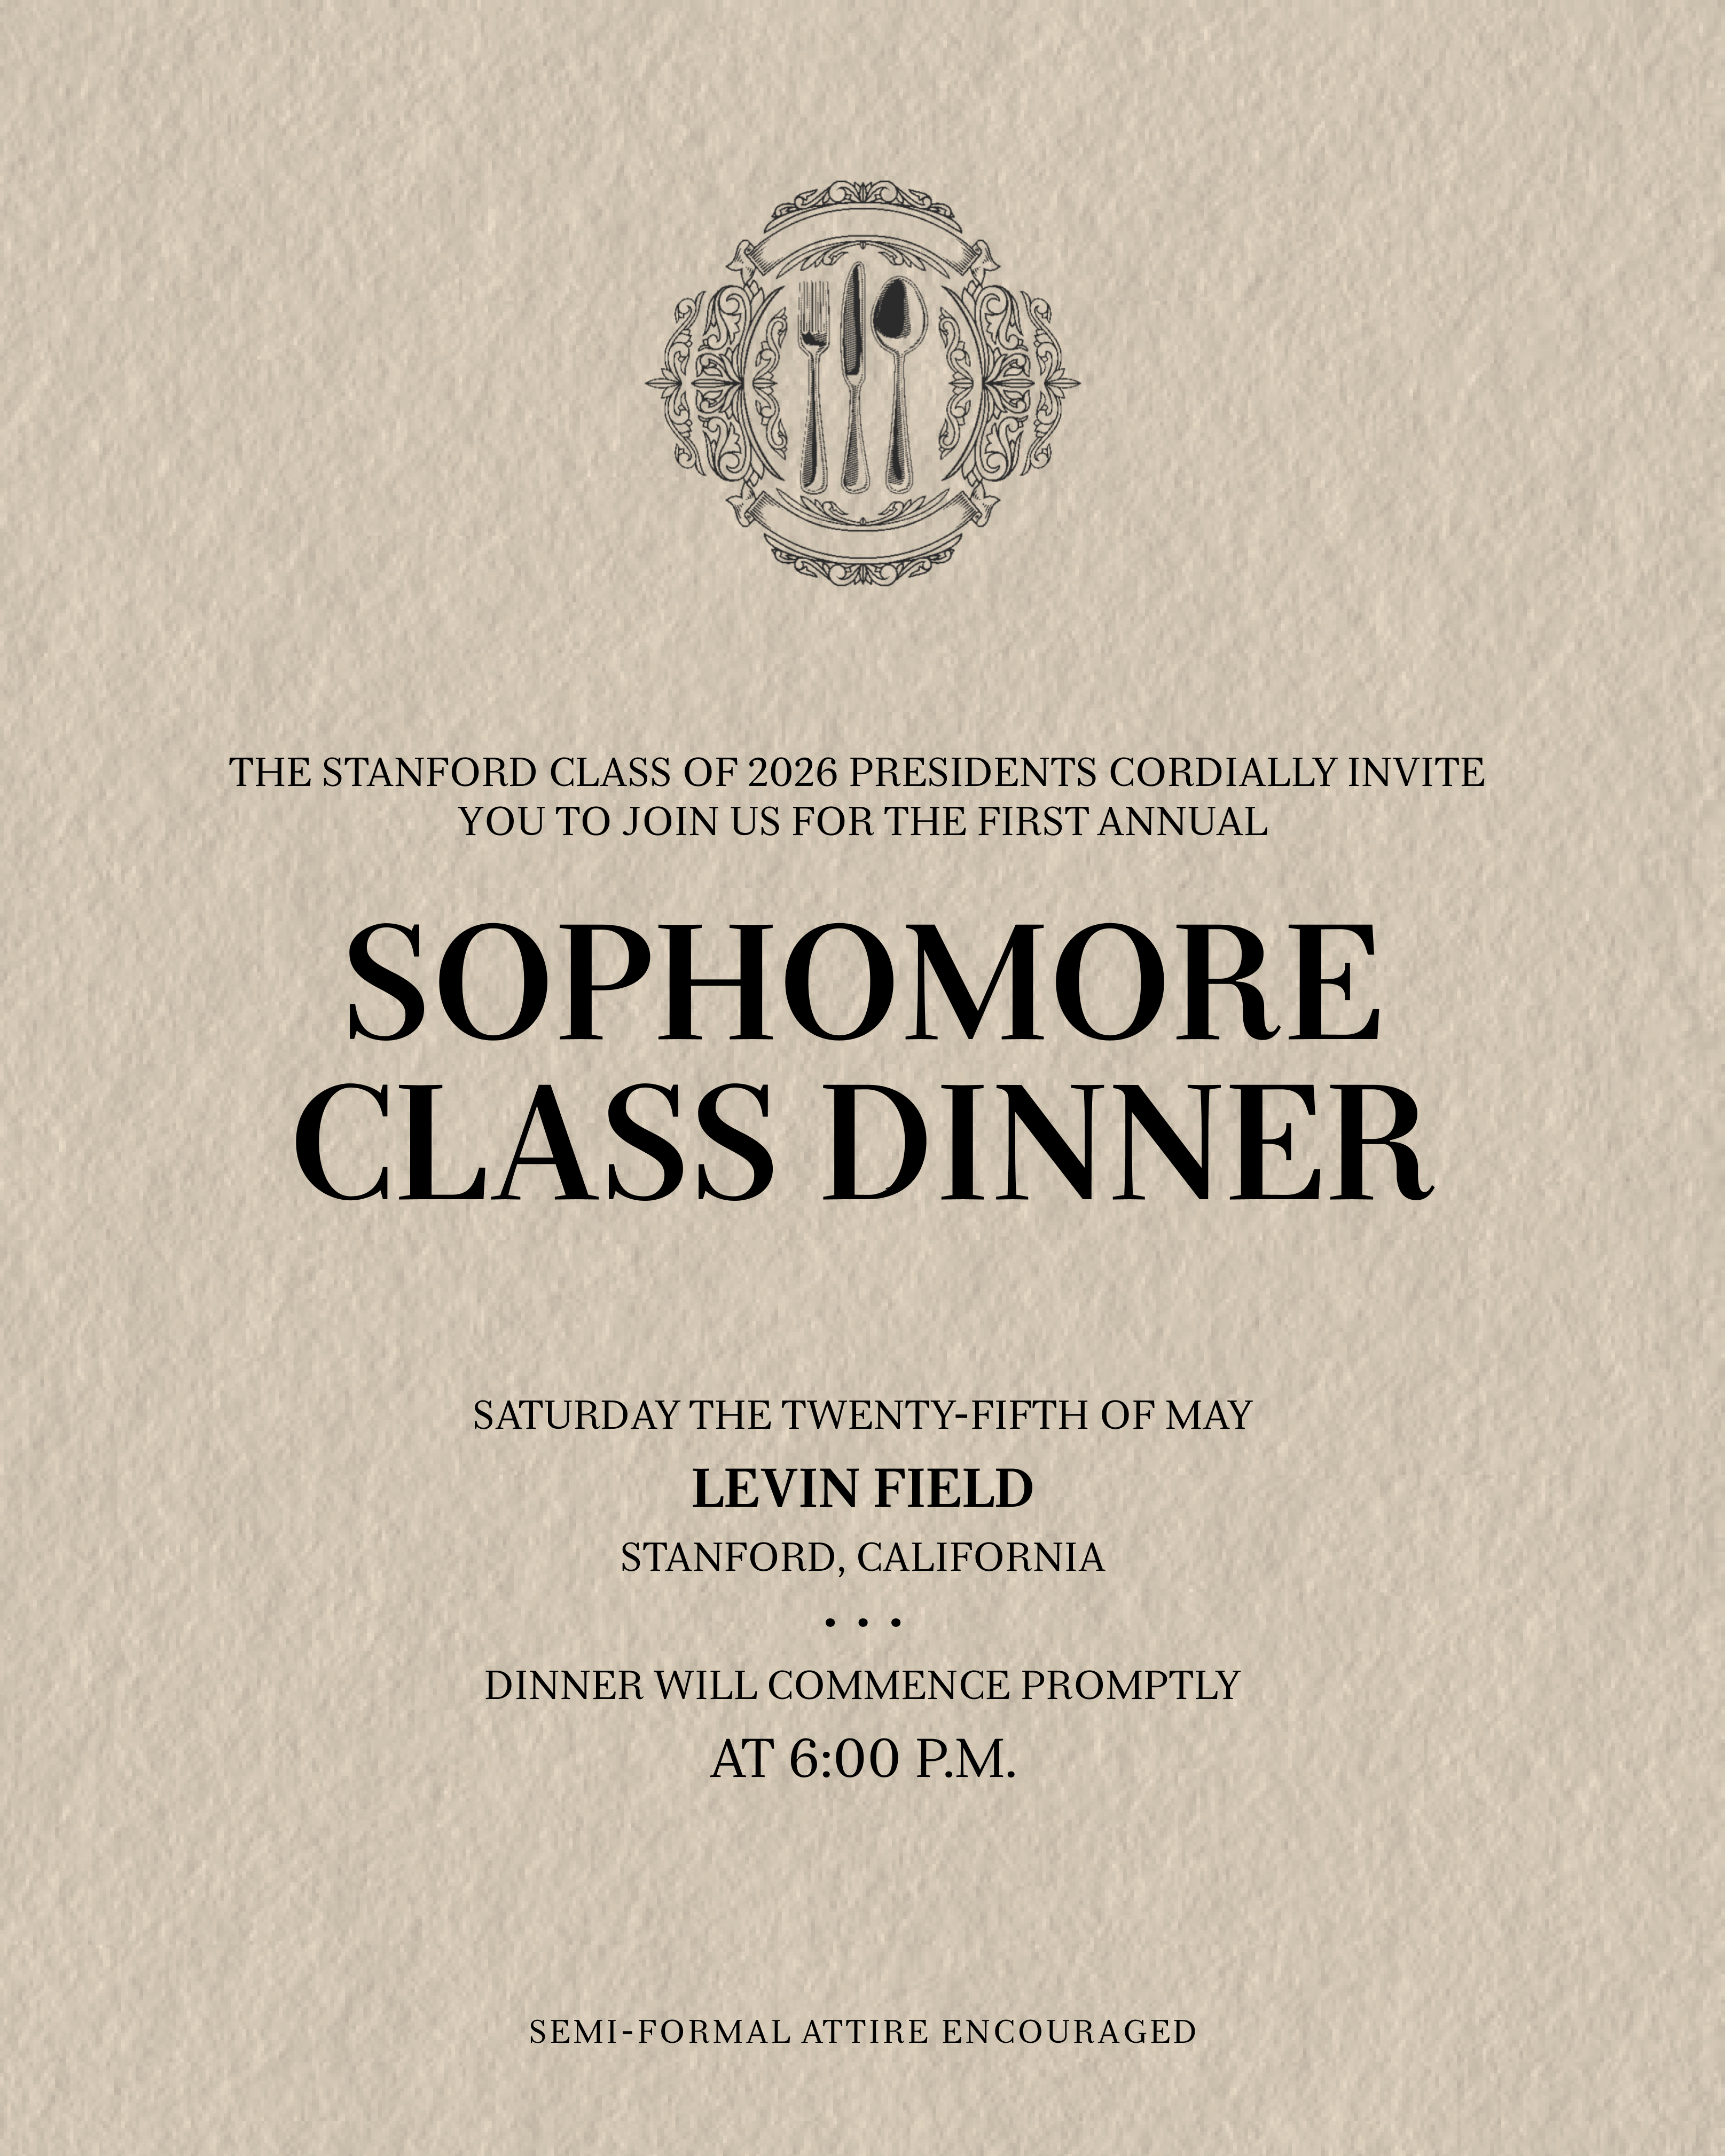 THE STANFORD CLASS OF 2026 PRESIDENTS CORDIALLY INVITE
YOU TO JOIN US FOR THE FIRST ANNUAL
SOPHOMORE
CLASS DINNER
SATURDAY THE TWENTY-FIFTH OF MAY
LEVIN FIELD
STANFORD, CALIFORNIA
• • •
DINNER WILL COMMENCE PROMPTLY
AT 6:00 P.M.
SEMI-FORMAL ATTIRE ENCOURAGED